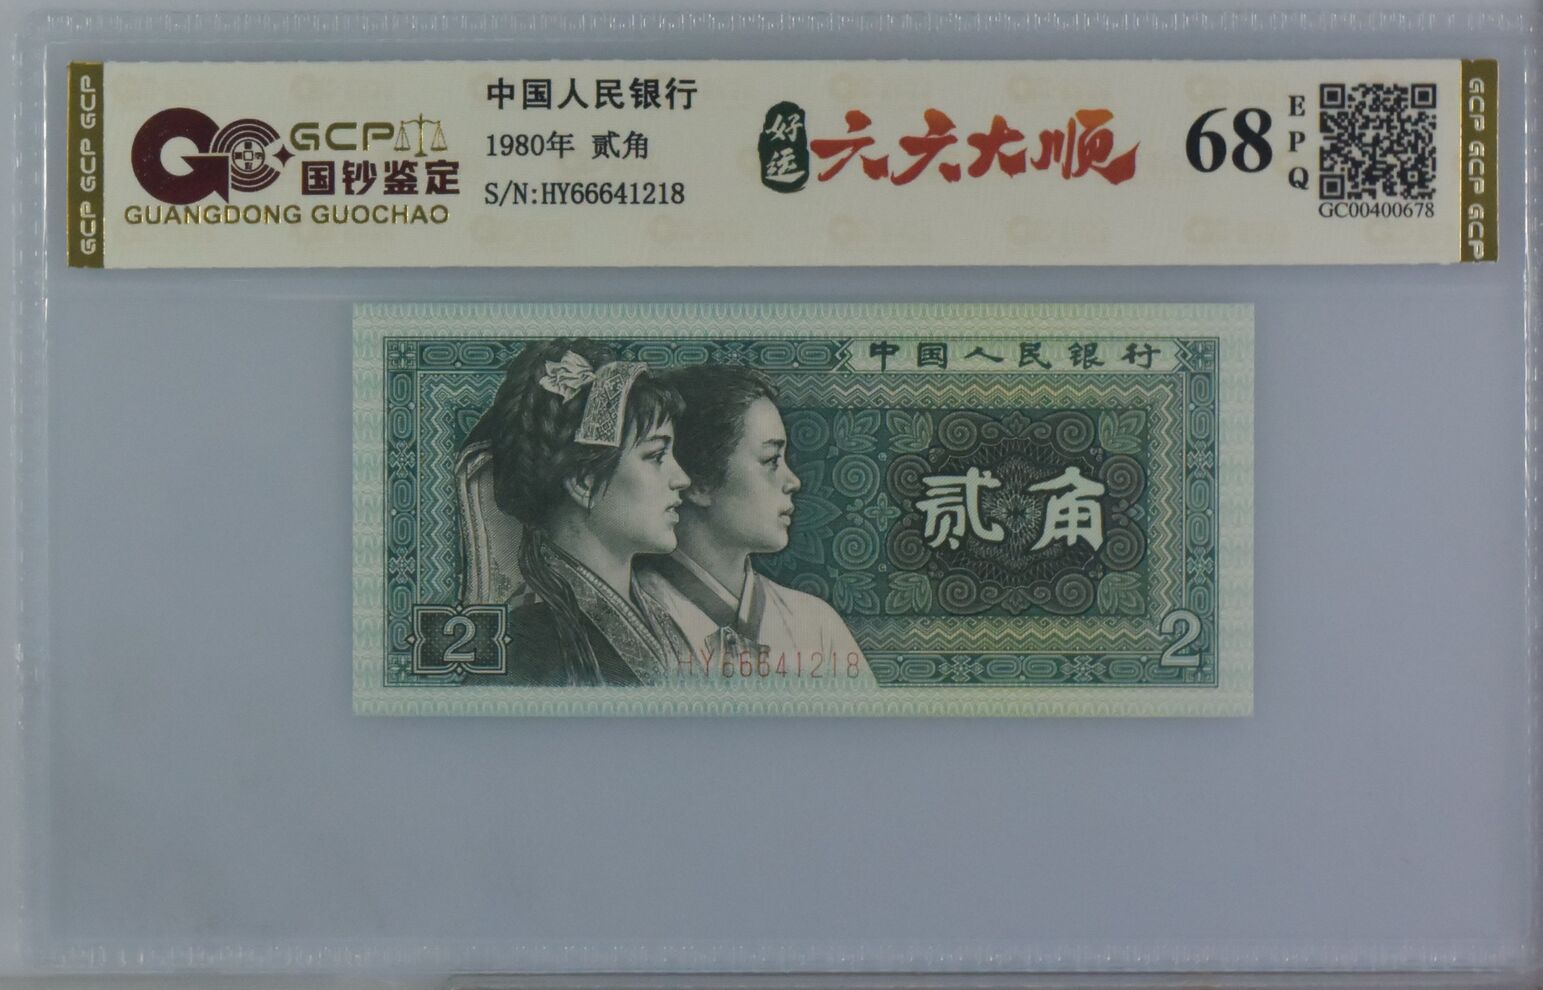 GCP GCP GCP
GCP
国钞鉴定
GUANGDONG GUOCHAO
中国人民银行
1980年 贰角
S/N:HY66641218
好运
六六大顺
68
EPQ
GC00400678
GCP GCP GCP
中国人民银行
贰角
2
2
HY66641218